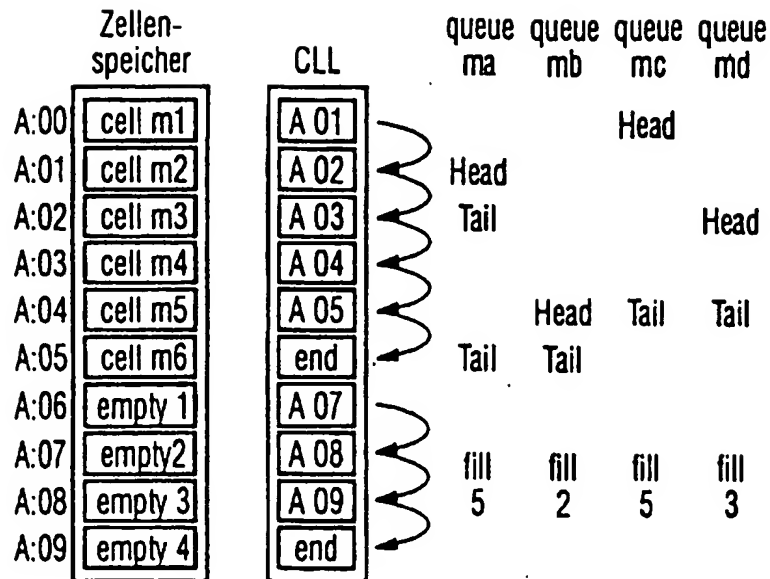 Zellen-
speicher CLL queue ma queue mb queue mc queue md
A:00 cell m1 A 01 Head
A:01 cell m2 A 02 Head
A:02 cell m3 A 03 Tail Head
A:03 cell m4 A 04
A:04 cell m5 A 05 Head Tail Tail
A:05 cell m6 end Tail Tail
A:06 empty 1 A 07
A:07 empty2 A 08 fill fill fill fill
A:08 empty 3 A 09 5 2 5 3
A:09 empty 4 end